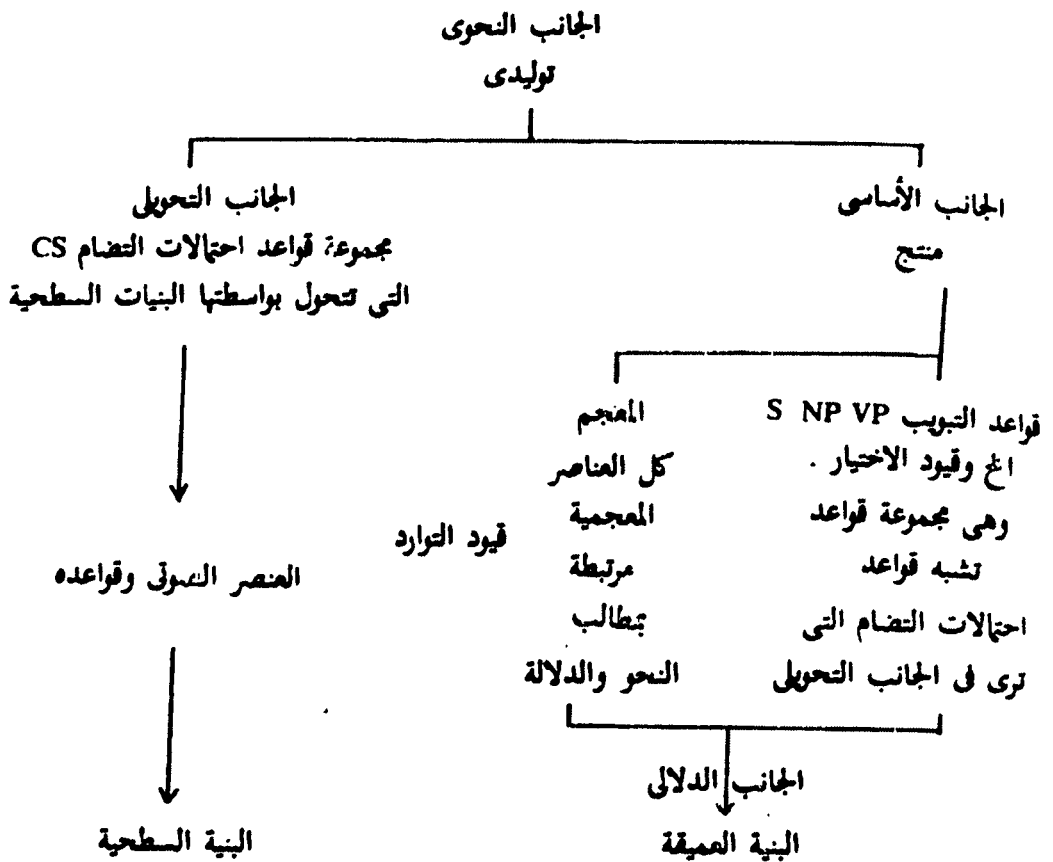 الجانب النحوى
توليدى
الجانب الأساسى
منتج
الجانب التحويلى
مجموعة قواعد احتمالات التضام CS
التى تتحول بواسطتها البنيات السطحية
قواعد التبويب S NP VP
الخ وقيود الاختيار .
وهى مجموعة قواعد
تشبه قواعد
احتمالات التضام التى
ترى فى الجانب التحويلى
المعجم
كل العناصر
المعجمية
مرتبطة
بمطالب
النحو والدلالة
قيود التوارد
العنصر الصوتى وقواعده
الجانب الدلالى
البنية العميقة
البنية السطحية